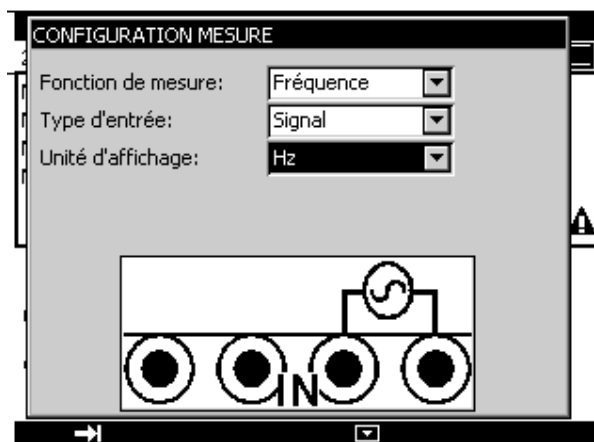 CONFIGURATION MESURE
Fonction de mesure: Fréquence
Type d'entrée: Signal
Unité d'affichage: Hz
IN